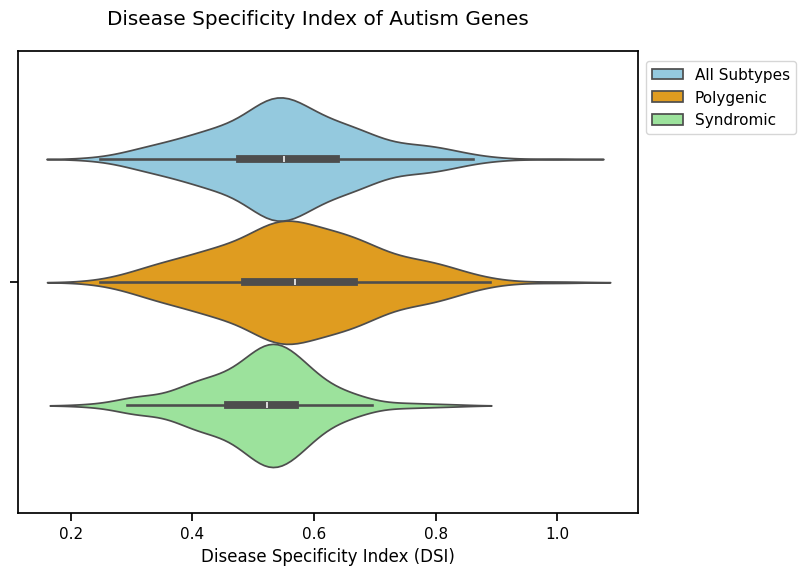 Disease Specificity Index of Autism Genes
All Subtypes
Polygenic
Syndromic
0.2 0.4 0.6 0.8 1.0
Disease Specificity Index (DSI)